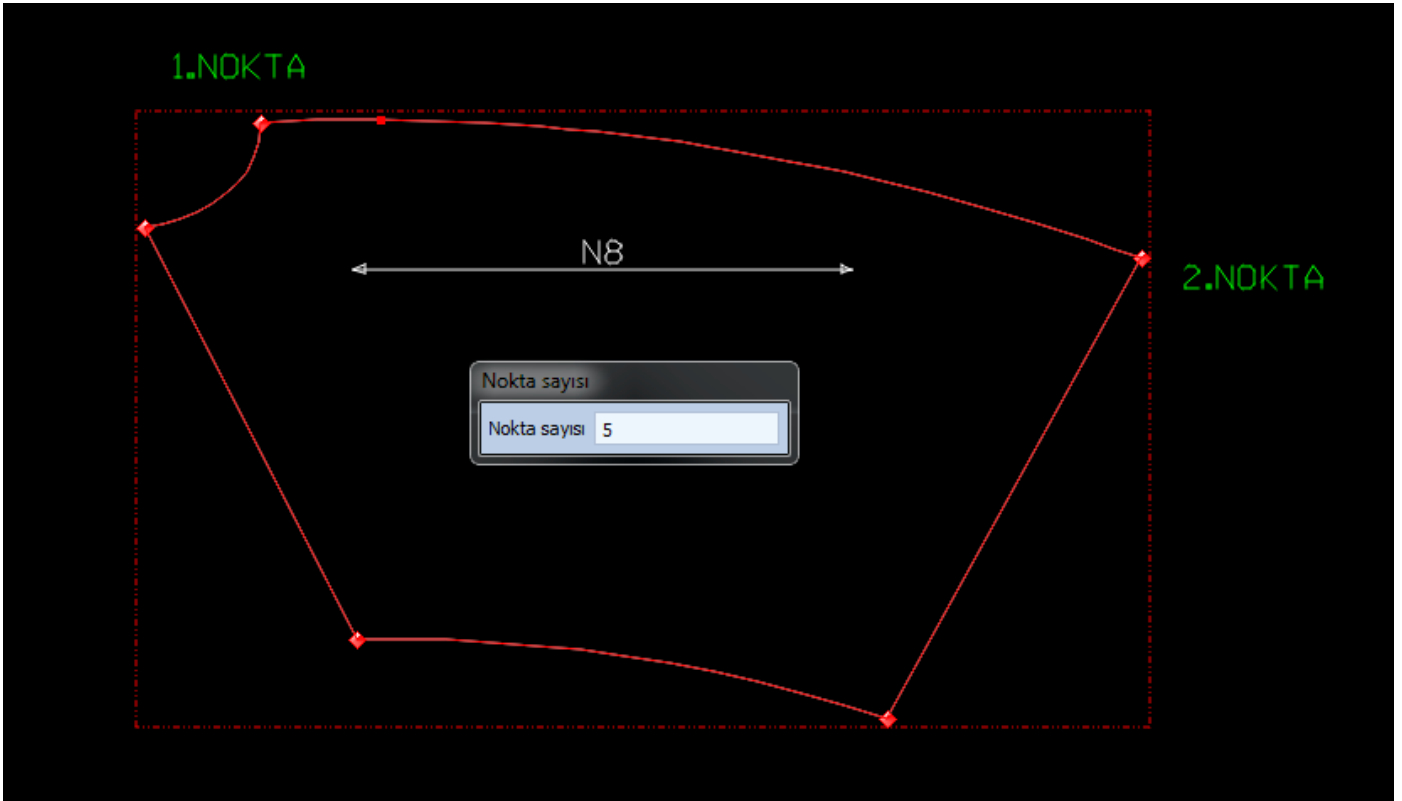 1.NOKTA
N8
2.NOKTA
Nokta sayısı
Nokta sayısı 5